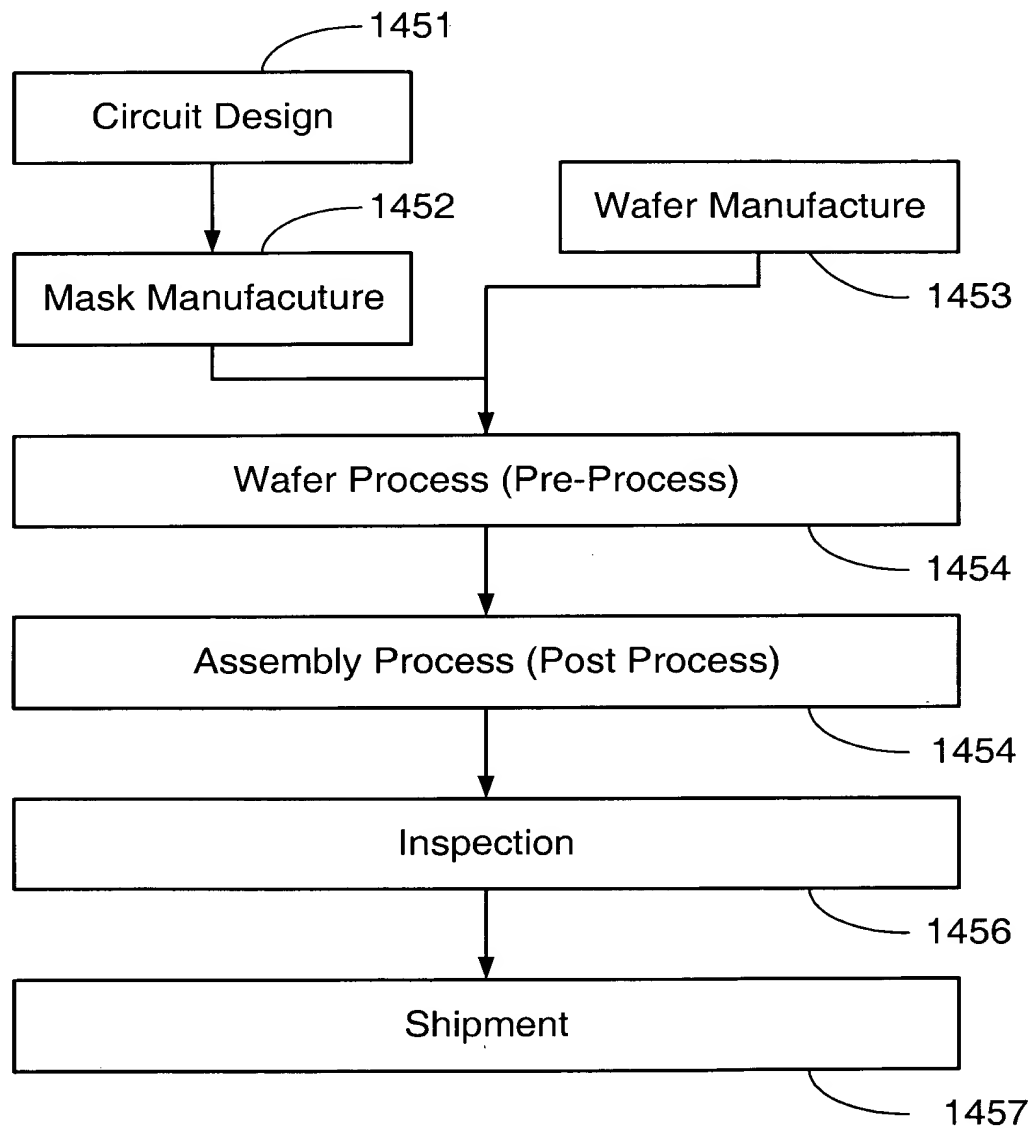 1451
Circuit Design
1452
Wafer Manufacture
Mask Manufacuture
1453
Wafer Process (Pre-Process)
1454
Assembly Process (Post Process)
1454
Inspection
1456
Shipment
1457